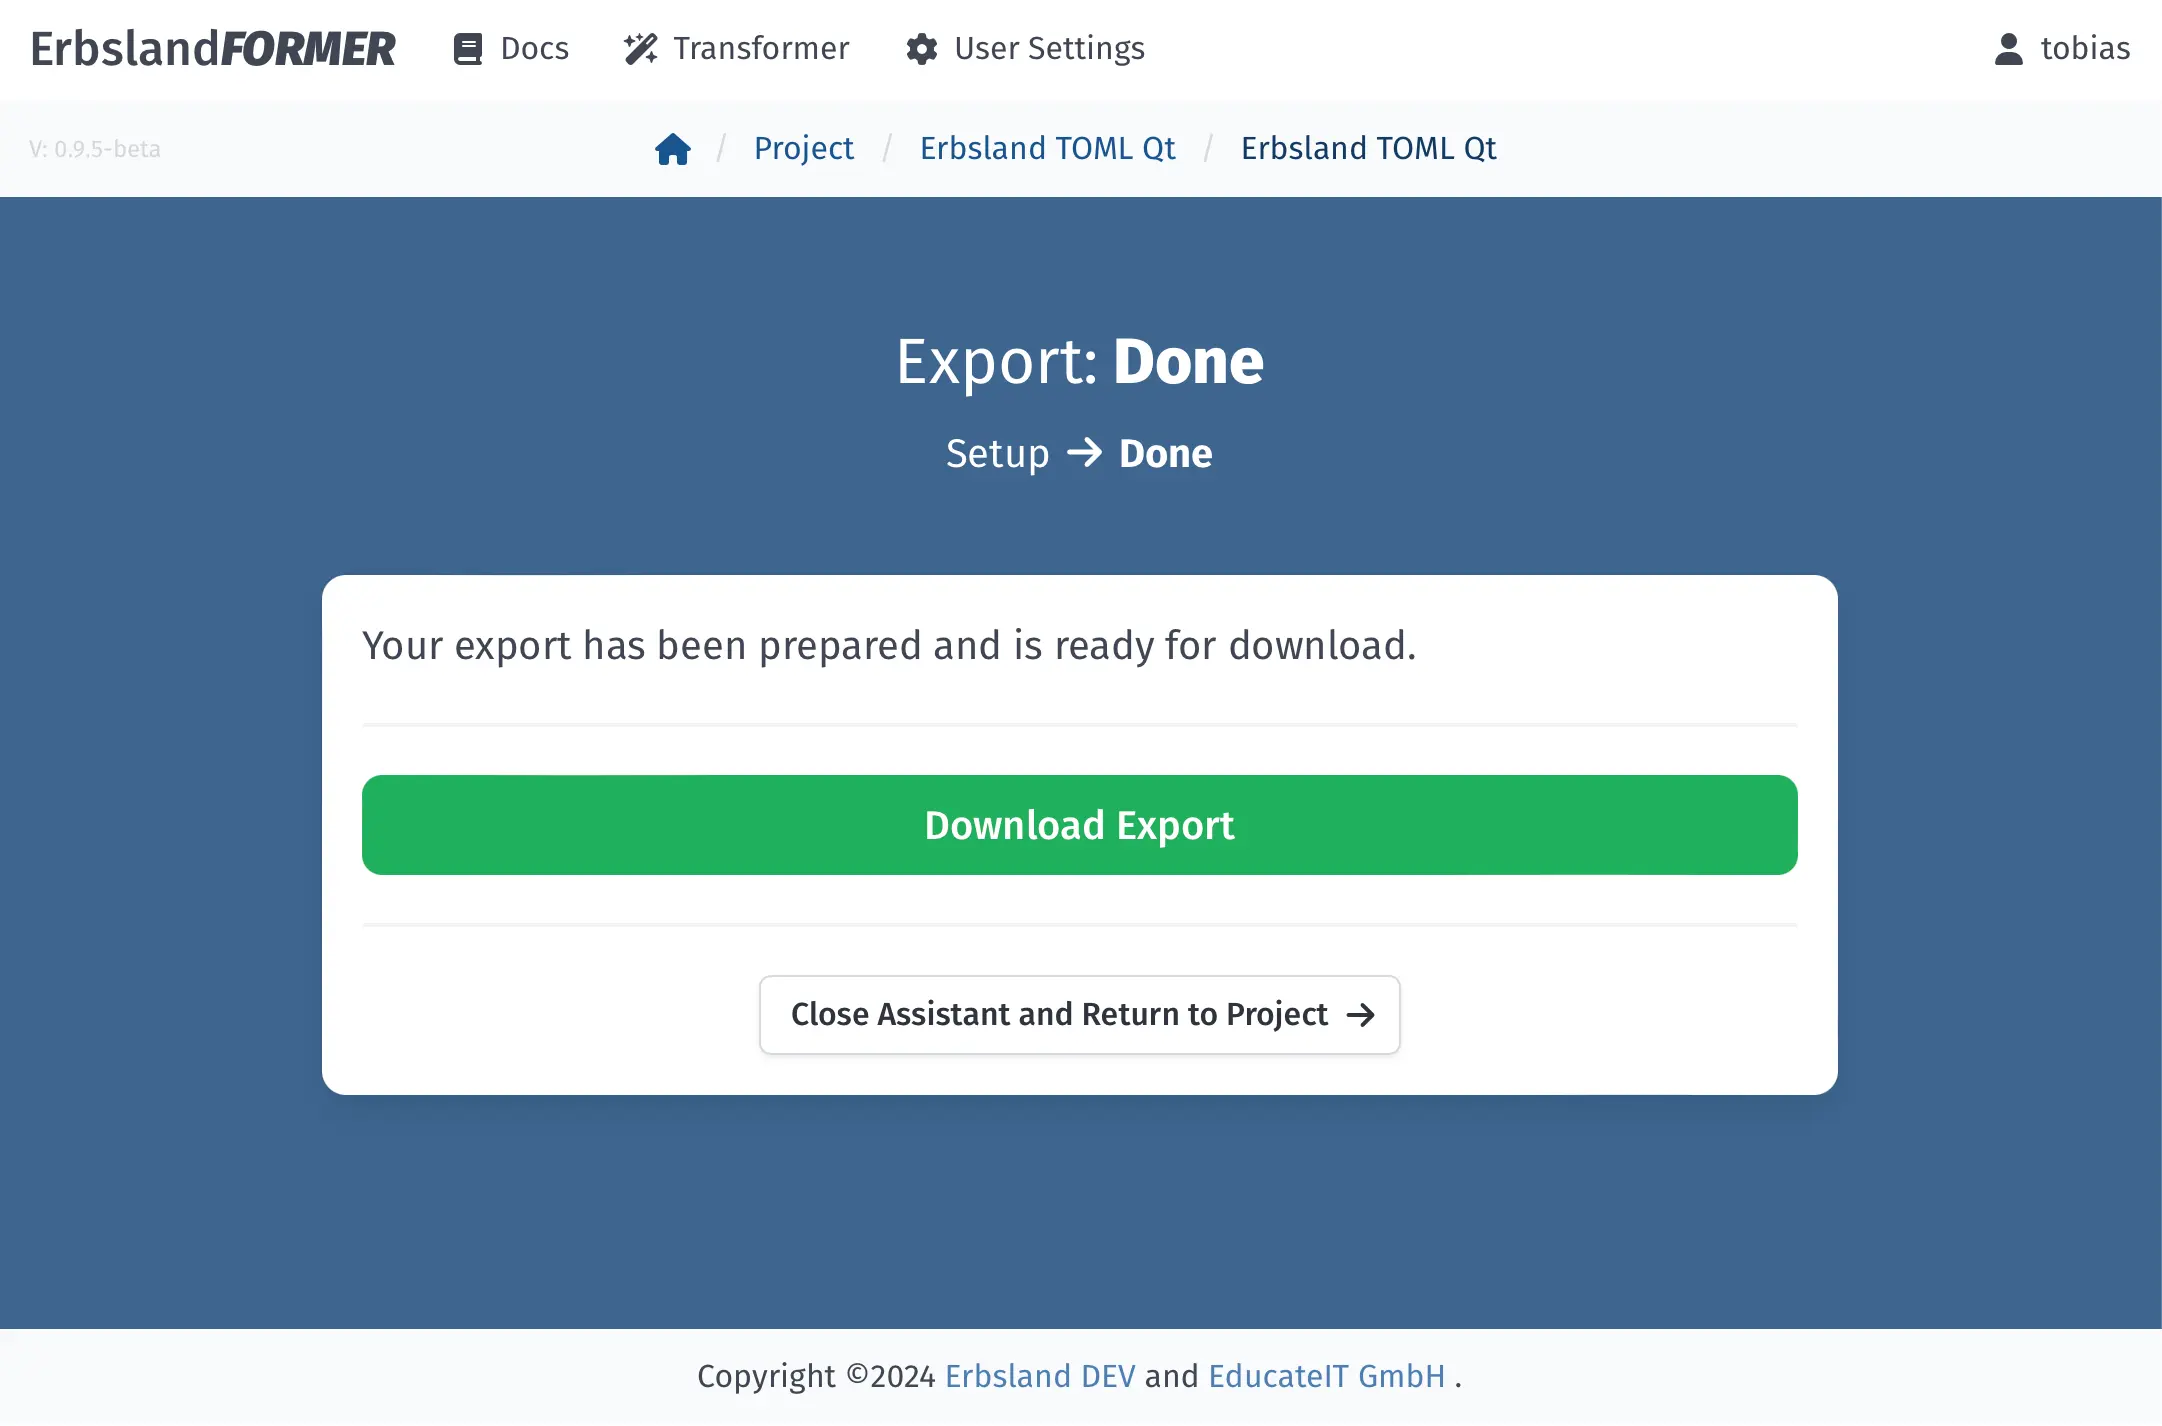 ErbslandFORMER Docs Transformer User Settings tobias
V: 0.9.5-beta / Project / Erbsland TOML Qt / Erbsland TOML Qt
Export: Done
Setup → Done
Your export has been prepared and is ready for download.
Download Export
Close Assistant and Return to Project →
Copyright ©2024 Erbsland DEV and EducateIT GmbH .